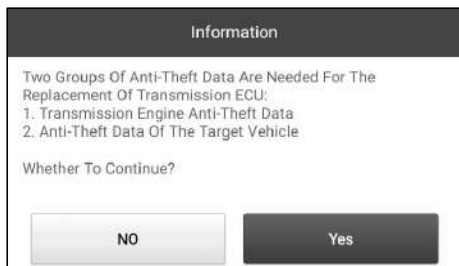 Information
Two Groups Of Anti-Theft Data Are Needed For The
Replacement Of Transmission ECU:
1. Transmission Engine Anti-Theft Data
2. Anti-Theft Data Of The Target Vehicle
Whether To Continue?
NO
Yes